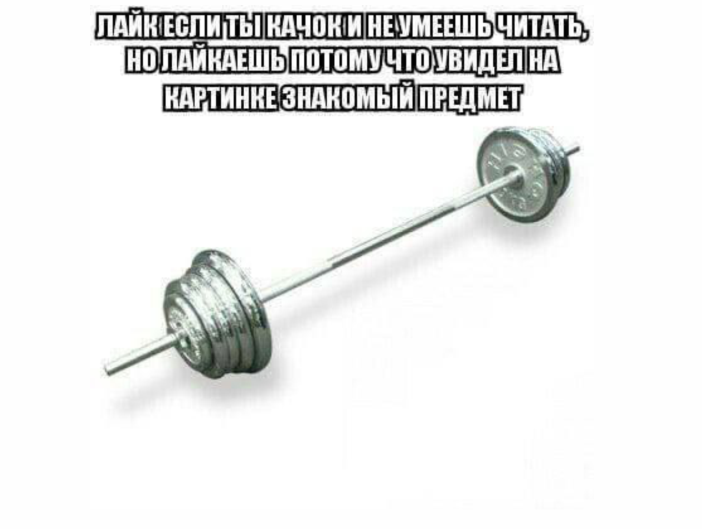 ЛАЙК ЕСЛИ ТЫ КАЧОК И НЕ УМЕЕШЬ ЧИТАТЬ,
НО ЛАЙКАЕШЬ ПОТОМУ ЧТО УВИДЕЛ НА
КАРТИНКЕ ЗНАКОМЫЙ ПРЕДМЕТ